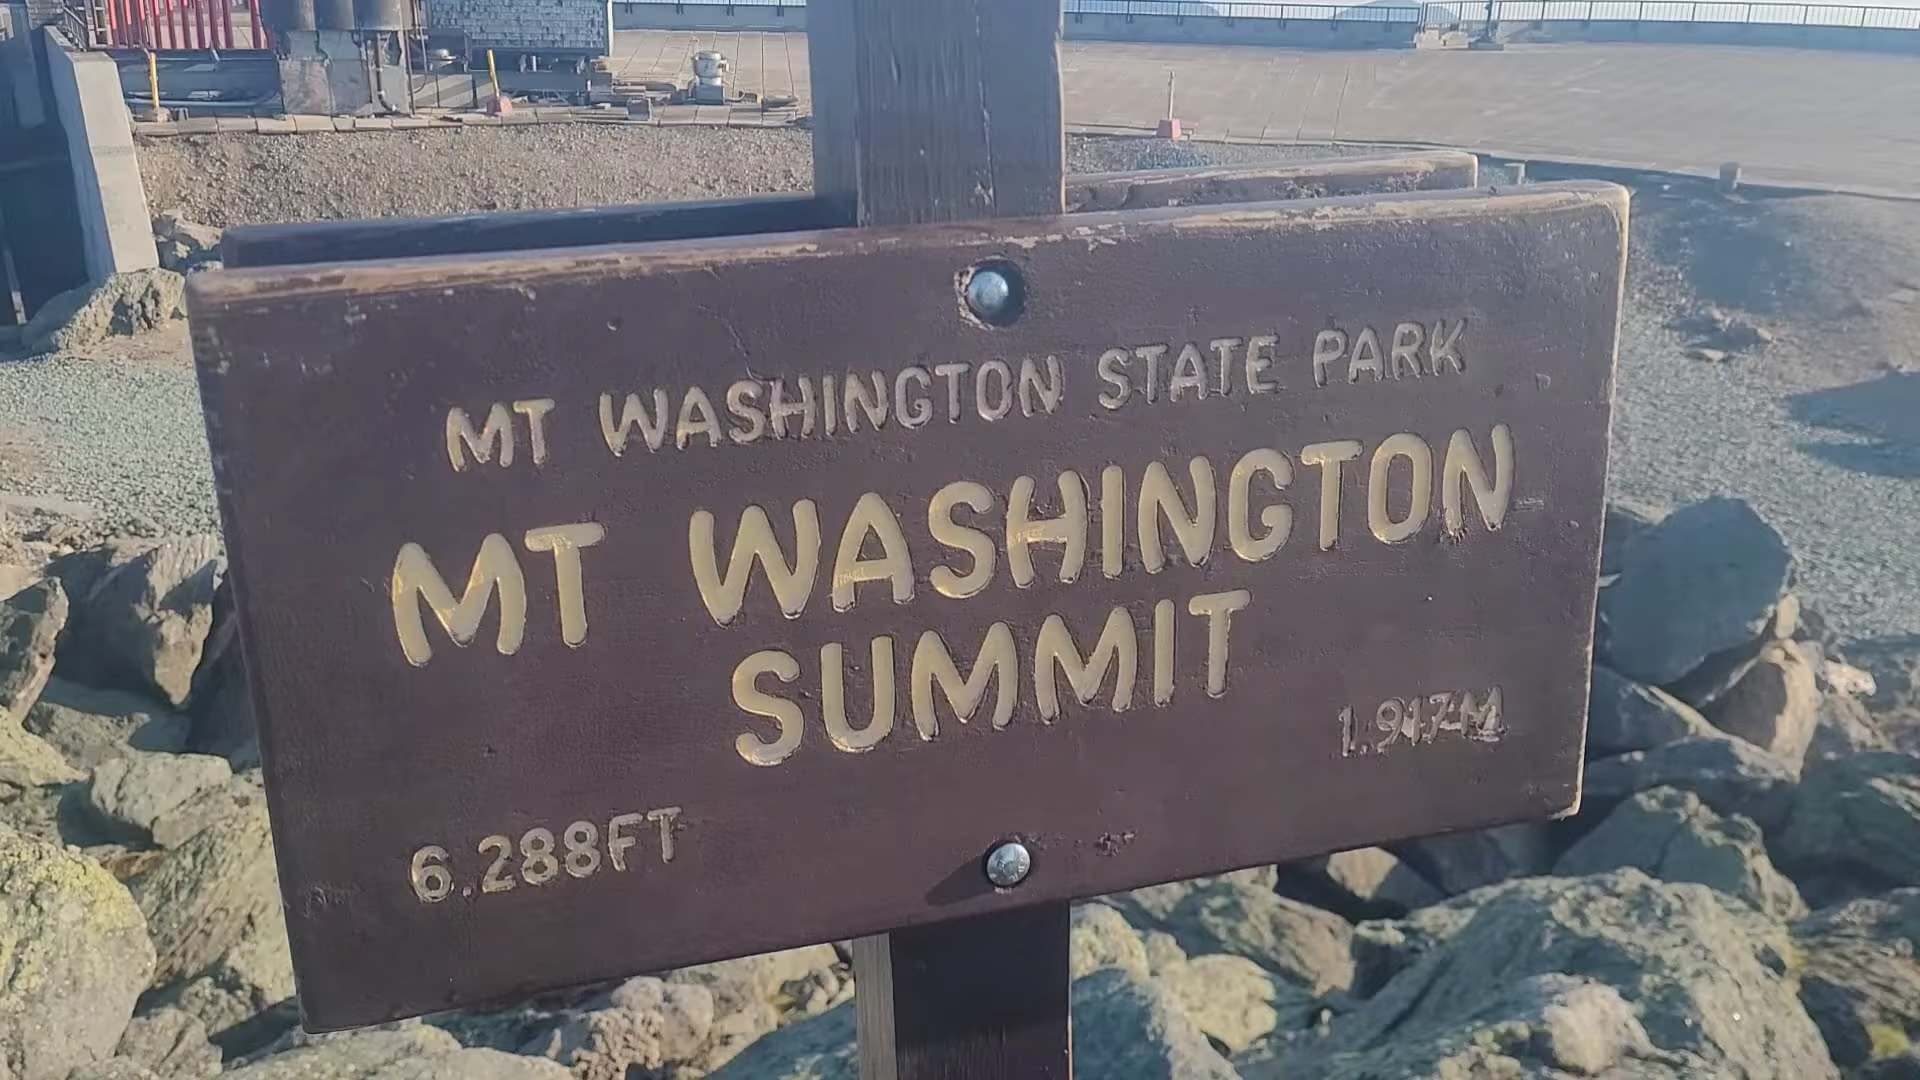 MT WASHINGTON STATE PARK
MT WASHINGTON
SUMMIT
1.917M
6.288FT